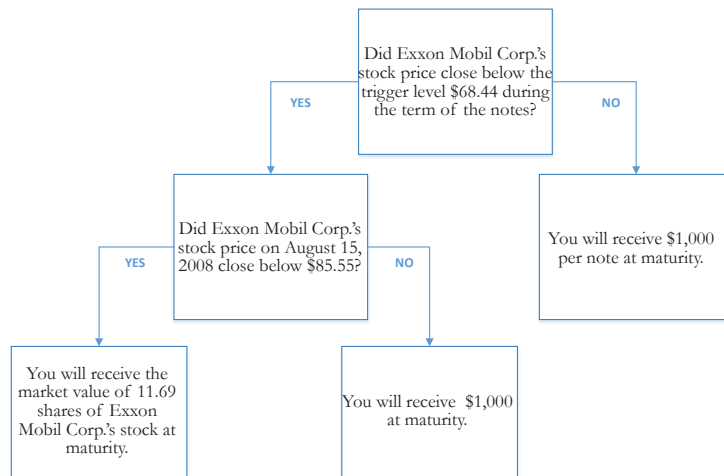 Did Exxon Mobil Corp.'s
stock price close below the
trigger level $68.44 during
the term of the notes?
YES
NO
Did Exxon Mobil Corp.'s
stock price on August 15,
2008 close below $85.55?
You will receive $1,000
per note at maturity.
YES
NO
You will receive the
market value of 11.69
shares of Exxon
Mobil Corp.'s stock at
maturity.
You will receive $1,000
at maturity.